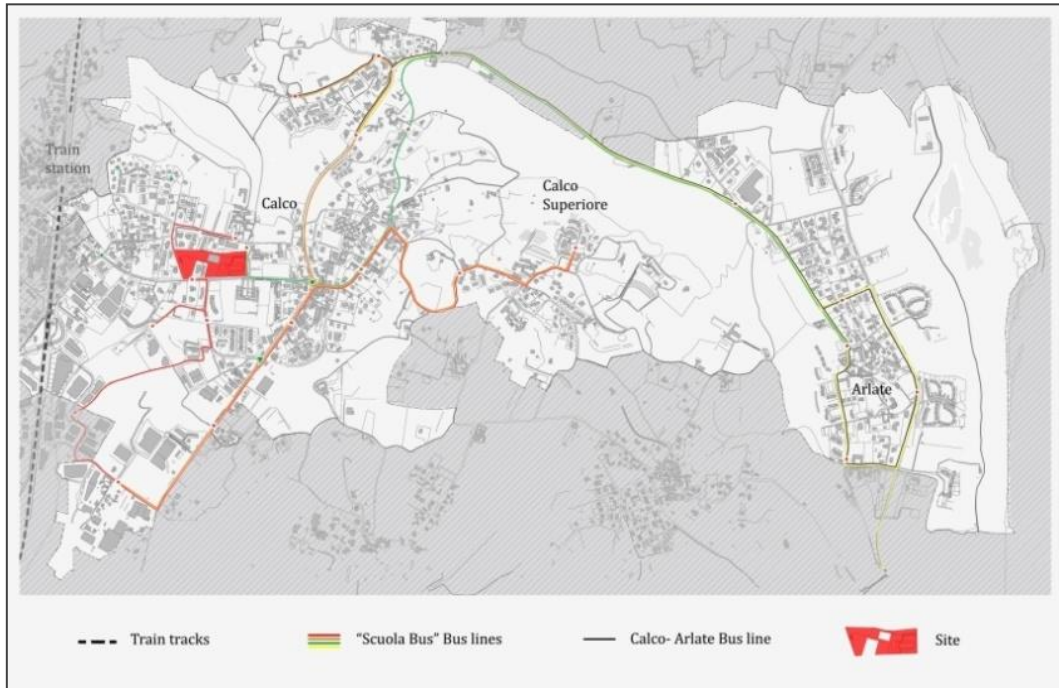 Train
station
Calco
Calco
Superiore
Arlate
Train tracks
“Scuola Bus” Bus lines
Calco- Arlate Bus line
Site